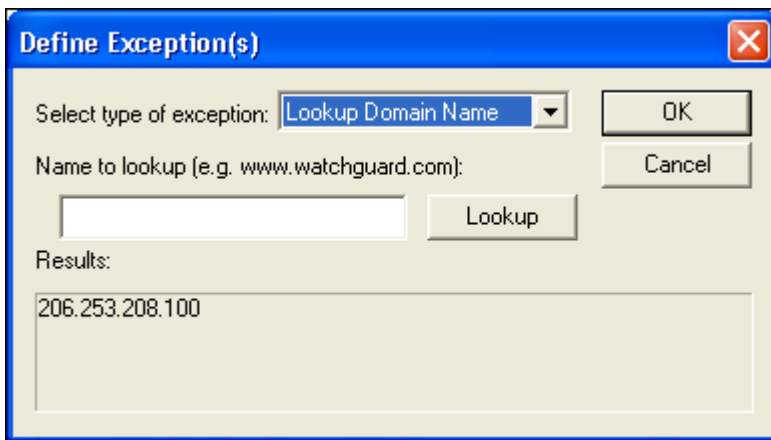 Define Exception(s)
Select type of exception: Lookup Domain Name
OK
Name to lookup (e.g. www.watchguard.com):
Cancel
Lookup
Results:
206.253.208.100